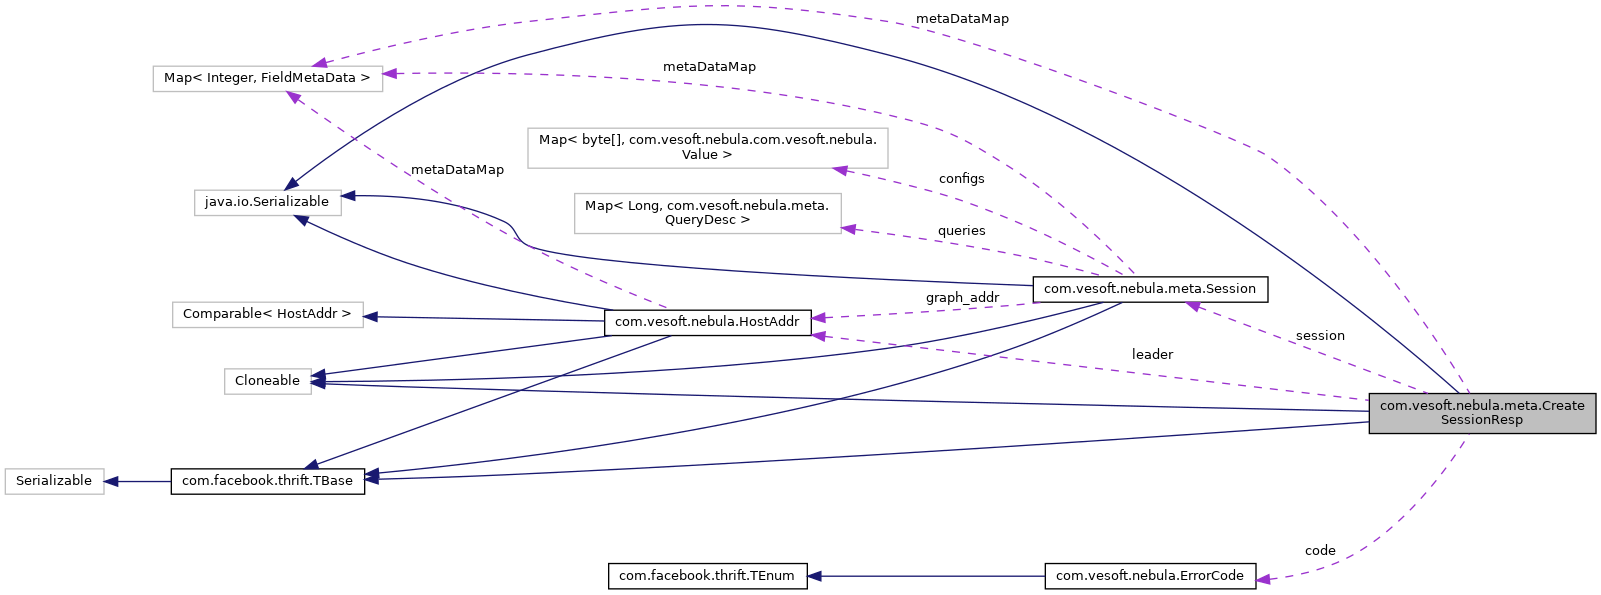 metaDataMap
metaDataMap
Map< Integer, FieldMetaData >
Map< byte[], com.vesoft.nebula.com.vesoft.nebula.
Value >
metaDataMap
configs
java.io.Serializable
Map< Long, com.vesoft.nebula.meta.
QueryDesc >
queries
com.vesoft.nebula.meta.Session
graph_addr
Comparable< HostAddr >
com.vesoft.nebula.HostAddr
session
leader
Cloneable
com.vesoft.nebula.meta.Create
SessionResp
Serializable
com.facebook.thrift.TBase
code
com.facebook.thrift.TEnum
com.vesoft.nebula.ErrorCode